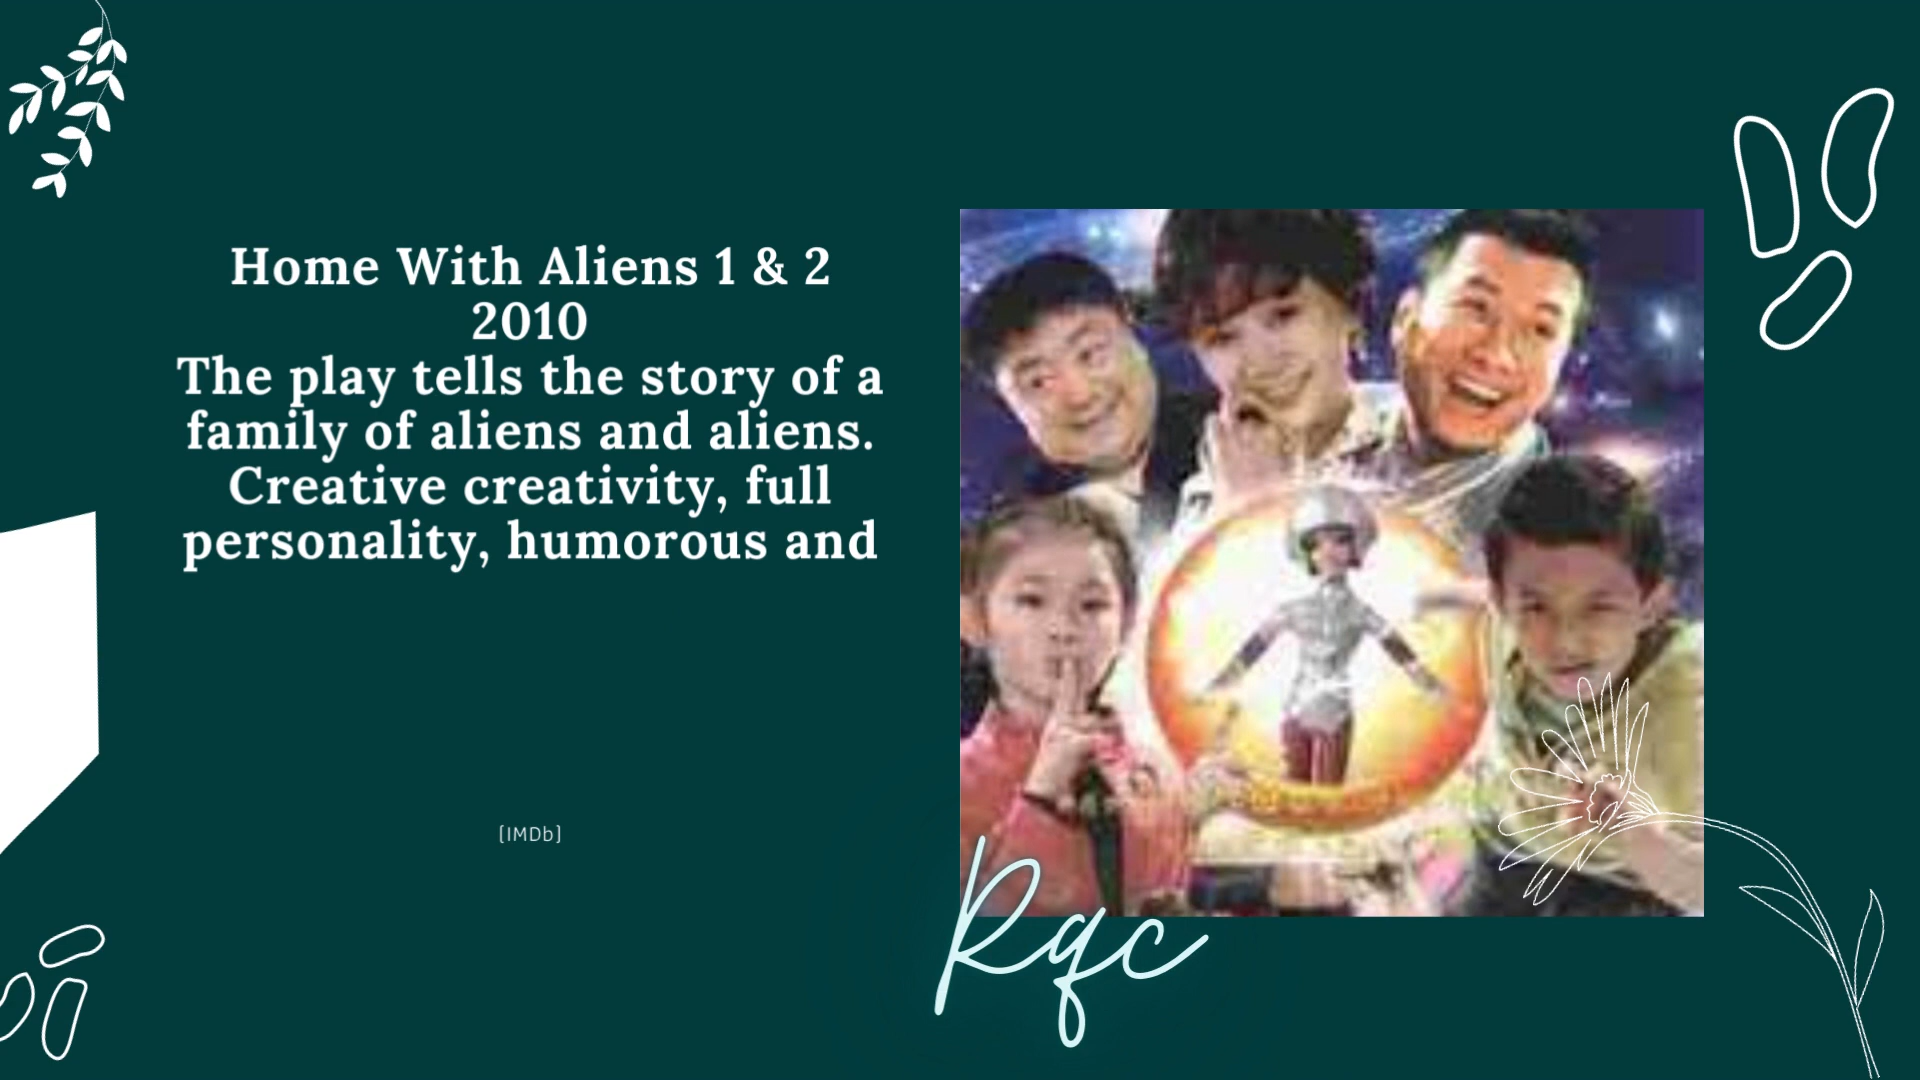 Home With Aliens 1 & 2
2010
The play tells the story of a
family of aliens and aliens.
Creative creativity, full
personality, humorous and
[IMDb]
Rqc